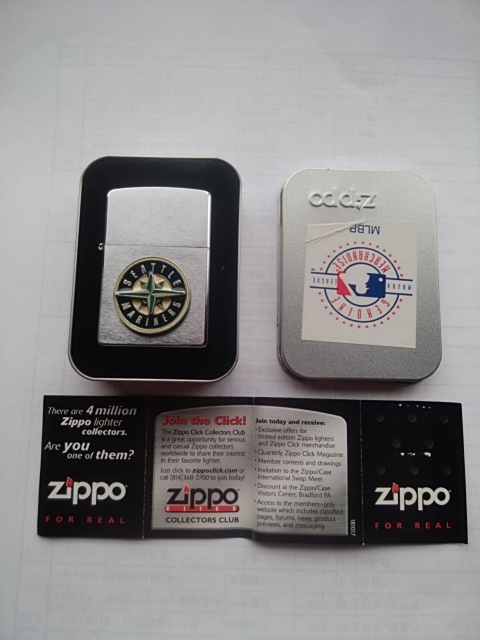 SEATTLE
MARINERS
zippo
MLBP
GENUINE
MERCHANDISE
MAJOR LEAGUE
There are 4 million
Zippo lighter
collectors.
Are you
one of them?
Zippo
FOR REAL
Join the Click!
The Zippo Click Collectors Club
is a great opportunity for serious
and casual Zippo collectors
worldwide to share their interest
in their favorite lighter.
Just click to zippoclick.com or
call (814)368-2700 to join today!
Zippo
CLICK
COLLECTORS CLUB
Join today and receive:
• Exclusive offers for
limited edition Zippo lighters
and Zippo Click merchandise
• Quarterly Zippo Click Magazine
• Member contests and drawings
• Invitation to the Zippo/Case
International Swap Meet
• Discount at the Zippo/Case
Visitors Center, Bradford PA
• Access to the members-only
website which includes classified
pages, forums, news, product
previews, and messaging.
181017
Zippo
FOR REAL